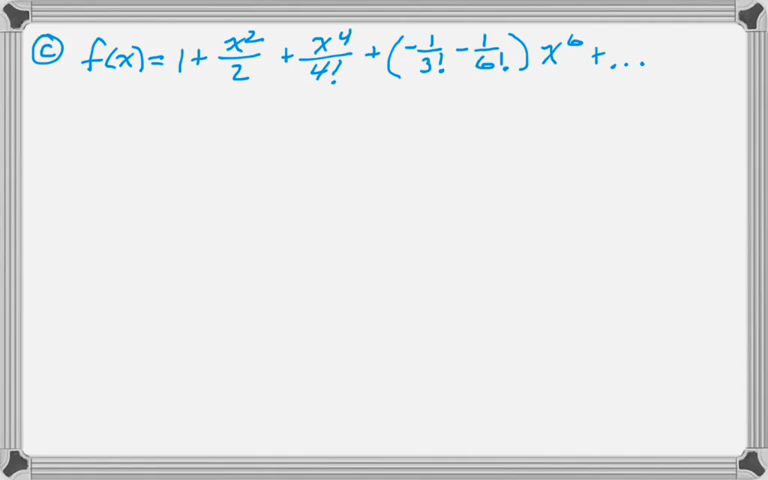 ⓒ f(x) = 1 + x²/2 + x⁴/4! + (-1/3! - 1/6!) x⁶ + ...